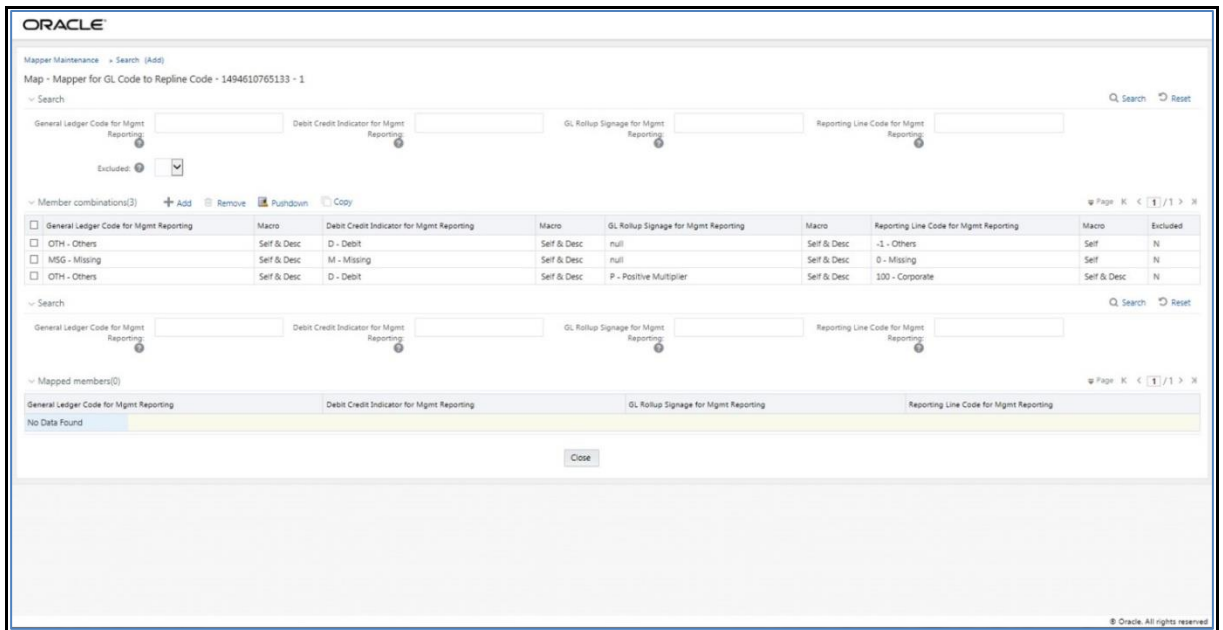 ORACLE
Mapper Maintenance » Search (Add)
Map - Mapper for GL Code to Repline Code - 1494610765133 - 1
Search
Search Reset
General Ledger Code for Mgmt Reporting:
Debit Credit Indicator for Mgmt Reporting:
GL Rollup Signage for Mgmt Reporting:
Reporting Line Code for Mgmt Reporting:
Excluded:
Member combinations(3) Add Remove Pushdown Copy Page 1 / 1
General Ledger Code for Mgmt Reporting Macro Debit Credit Indicator for Mgmt Reporting Macro GL Rollup Signage for Mgmt Reporting Macro Reporting Line Code for Mgmt Reporting Macro Excluded
OTH - Others Self & Desc D - Debit Self & Desc null Self & Desc -1 - Others Self N
MSG - Missing Self & Desc M - Missing Self & Desc null Self & Desc 0 - Missing Self N
OTH - Others Self & Desc D - Debit Self & Desc P - Positive Multiplier Self & Desc 100 - Corporate Self & Desc N
Search
Search Reset
General Ledger Code for Mgmt Reporting:
Debit Credit Indicator for Mgmt Reporting:
GL Rollup Signage for Mgmt Reporting:
Reporting Line Code for Mgmt Reporting:
Mapped members(0) Page 1 / 1
General Ledger Code for Mgmt Reporting Debit Credit Indicator for Mgmt Reporting GL Rollup Signage for Mgmt Reporting Reporting Line Code for Mgmt Reporting
No Data Found
Close
© Oracle. All rights reserved